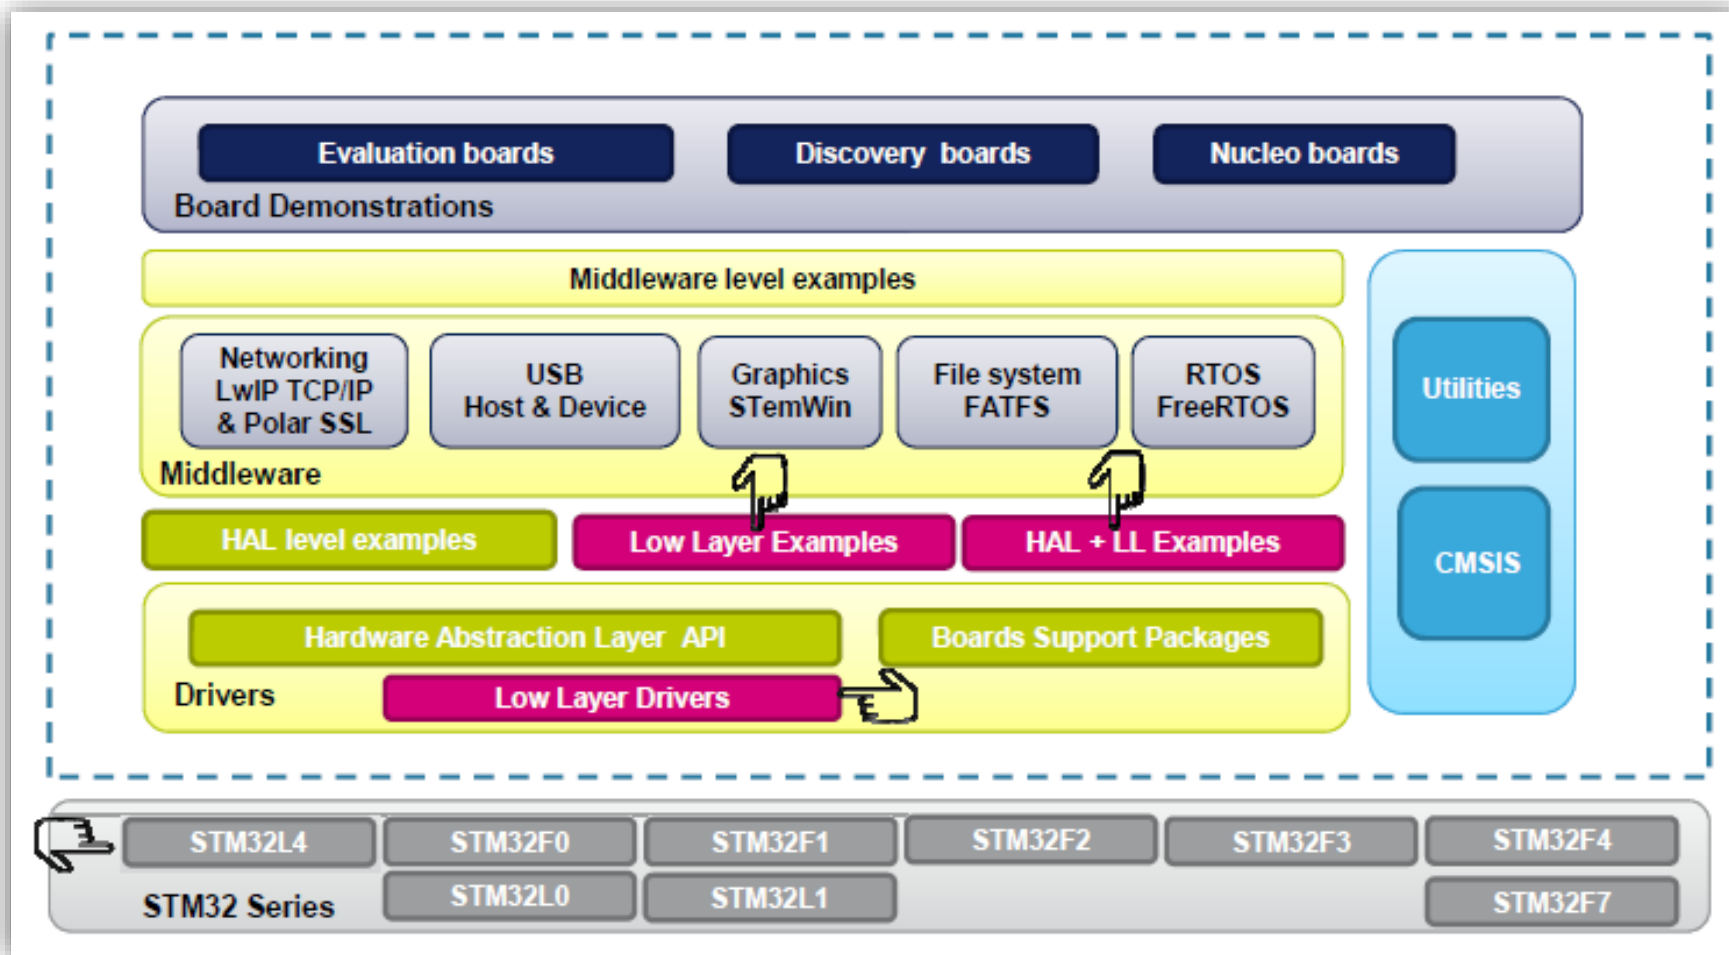 Evaluation boards
Discovery boards
Nucleo boards
Board Demonstrations
Middleware level examples
Networking
LwIP TCP/IP
& Polar SSL
USB
Host & Device
Graphics
STemWin
File system
FATFS
RTOS
FreeRTOS
Middleware
Utilities
CMSIS
HAL level examples
Low Layer Examples
HAL + LL Examples
Hardware Abstraction Layer API
Boards Support Packages
Drivers
Low Layer Drivers
STM32L4
STM32F0
STM32F1
STM32F2
STM32F3
STM32F4
STM32 Series
STM32L0
STM32L1
STM32F7